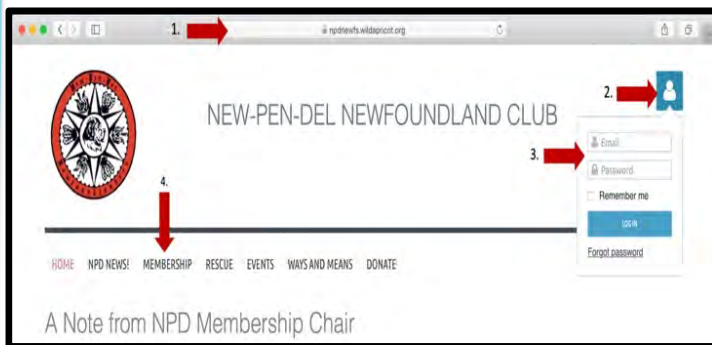 1.
npdnewfs.wildapricot.org
2.
NEW-PEN-DEL NEWFOUNDLAND CLUB
Email
3.
Password
4.
Remember me
LOG IN
Forgot password
HOME NPD NEWS! MEMBERSHIP RESCUE EVENTS WAYS AND MEANS DONATE
A Note from NPD Membership Chair